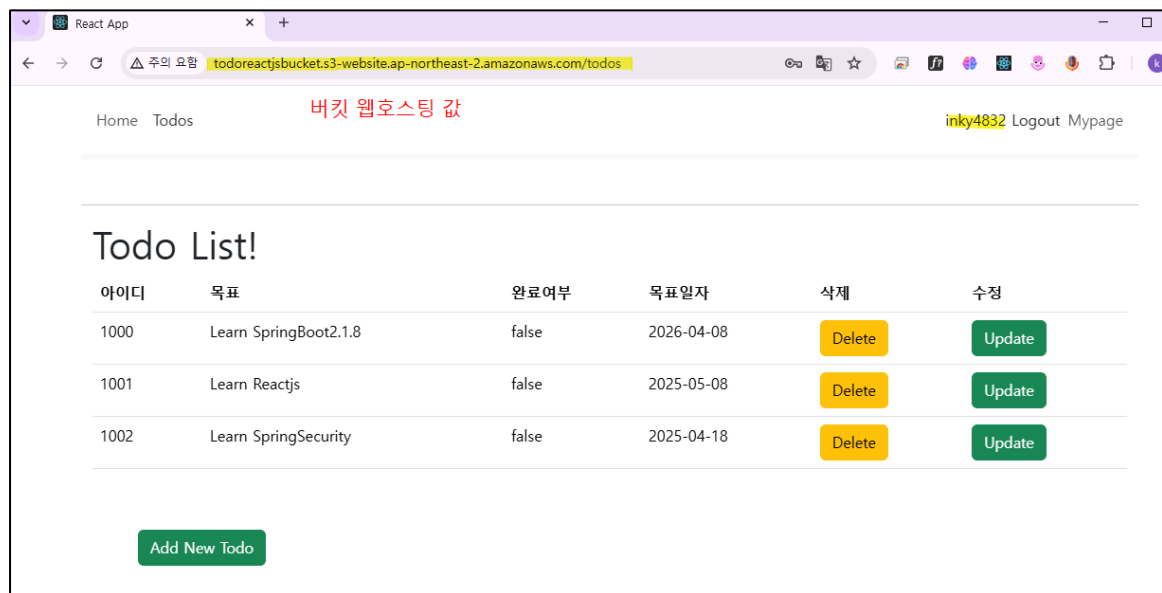 React App
주의 요함 todoreactjsbucket.s3-website.ap-northeast-2.amazonaws.com/todos
버킷 웹호스팅 값
Home Todos inky4832 Logout Mypage
Todo List!
아이디 목표 완료여부 목표일자 삭제 수정
1000 Learn SpringBoot2.1.8 false 2026-04-08 Delete Update
1001 Learn Reactjs false 2025-05-08 Delete Update
1002 Learn SpringSecurity false 2025-04-18 Delete Update
Add New Todo